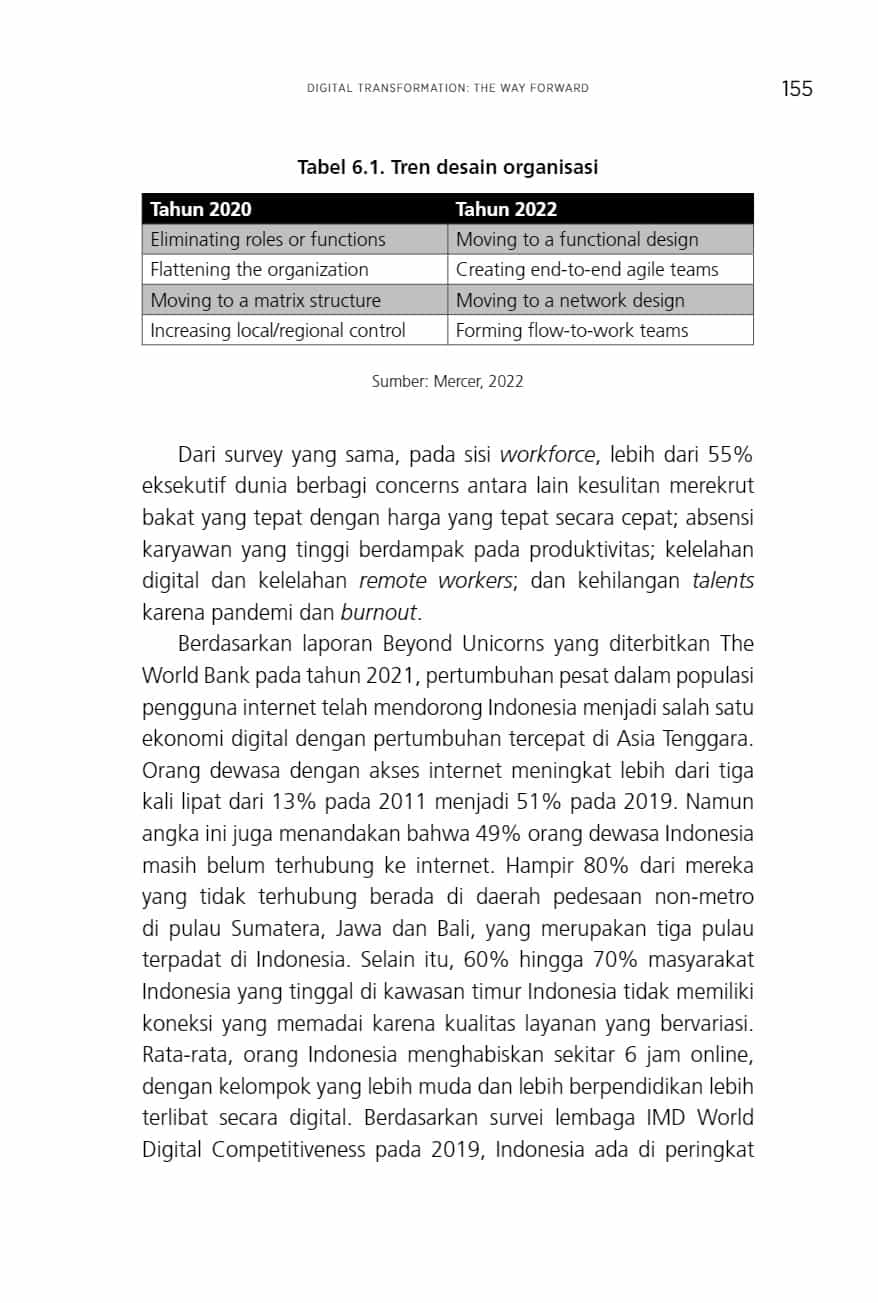 DIGITAL TRANSFORMATION: THE WAY FORWARD 155
Tabel 6.1. Tren desain organisasi
Tahun 2020 Tahun 2022
Eliminating roles or functions Moving to a functional design
Flattening the organization Creating end-to-end agile teams
Moving to a matrix structure Moving to a network design
Increasing local/regional control Forming flow-to-work teams
Sumber: Mercer, 2022
Dari survey yang sama, pada sisi workforce, lebih dari 55%
eksekutif dunia berbagi concerns antara lain kesulitan merekrut
bakat yang tepat dengan harga yang tepat secara cepat; absensi
karyawan yang tinggi berdampak pada produktivitas; kelelahan
digital dan kelelahan remote workers; dan kehilangan talents
karena pandemi dan burnout.
Berdasarkan laporan Beyond Unicorns yang diterbitkan The
World Bank pada tahun 2021, pertumbuhan pesat dalam populasi
pengguna internet telah mendorong Indonesia menjadi salah satu
ekonomi digital dengan pertumbuhan tercepat di Asia Tenggara.
Orang dewasa dengan akses internet meningkat lebih dari tiga
kali lipat dari 13% pada 2011 menjadi 51% pada 2019. Namun
angka ini juga menandakan bahwa 49% orang dewasa Indonesia
masih belum terhubung ke internet. Hampir 80% dari mereka
yang tidak terhubung berada di daerah pedesaan non-metro
di pulau Sumatera, Jawa dan Bali, yang merupakan tiga pulau
terpadat di Indonesia. Selain itu, 60% hingga 70% masyarakat
Indonesia yang tinggal di kawasan timur Indonesia tidak memiliki
koneksi yang memadai karena kualitas layanan yang bervariasi.
Rata-rata, orang Indonesia menghabiskan sekitar 6 jam online,
dengan kelompok yang lebih muda dan lebih berpendidikan lebih
terlibat secara digital. Berdasarkan survei lembaga IMD World
Digital Competitiveness pada 2019, Indonesia ada di peringkat